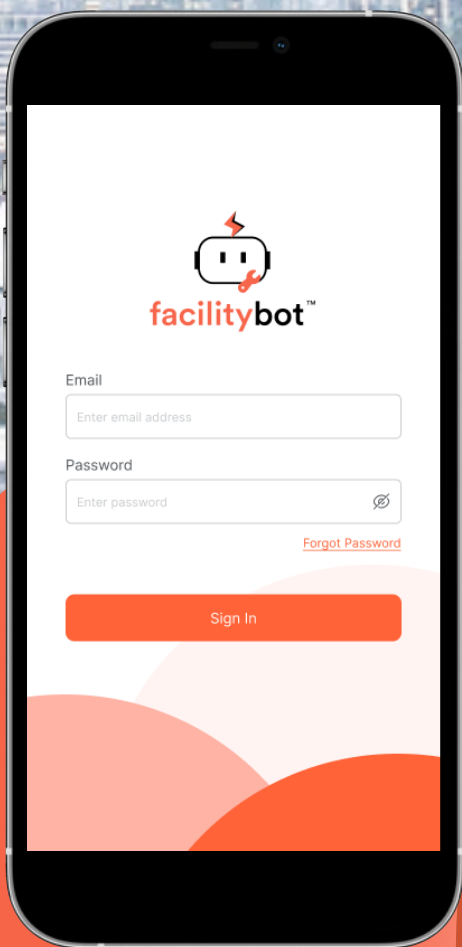 facilitybot™
Email
Enter email address
Password
Enter password
Forgot Password
Sign In